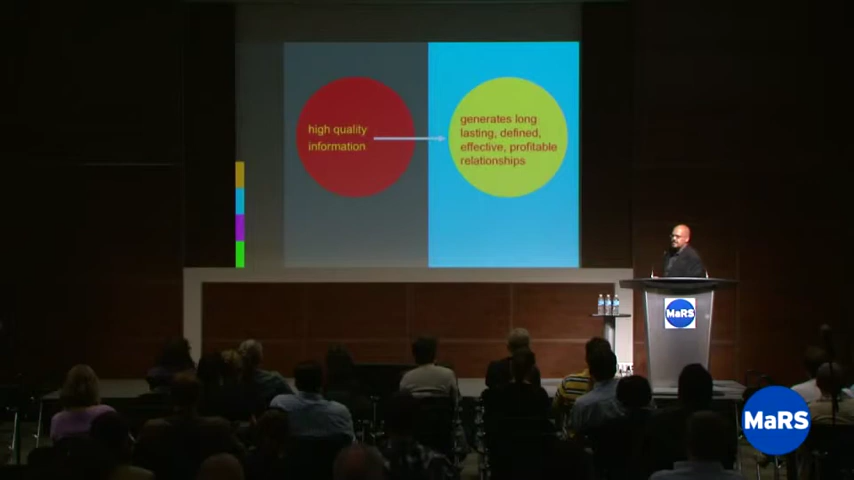 high quality
information
generates long
lasting, defined,
effective, profitable
relationships
MaRS
MaRS